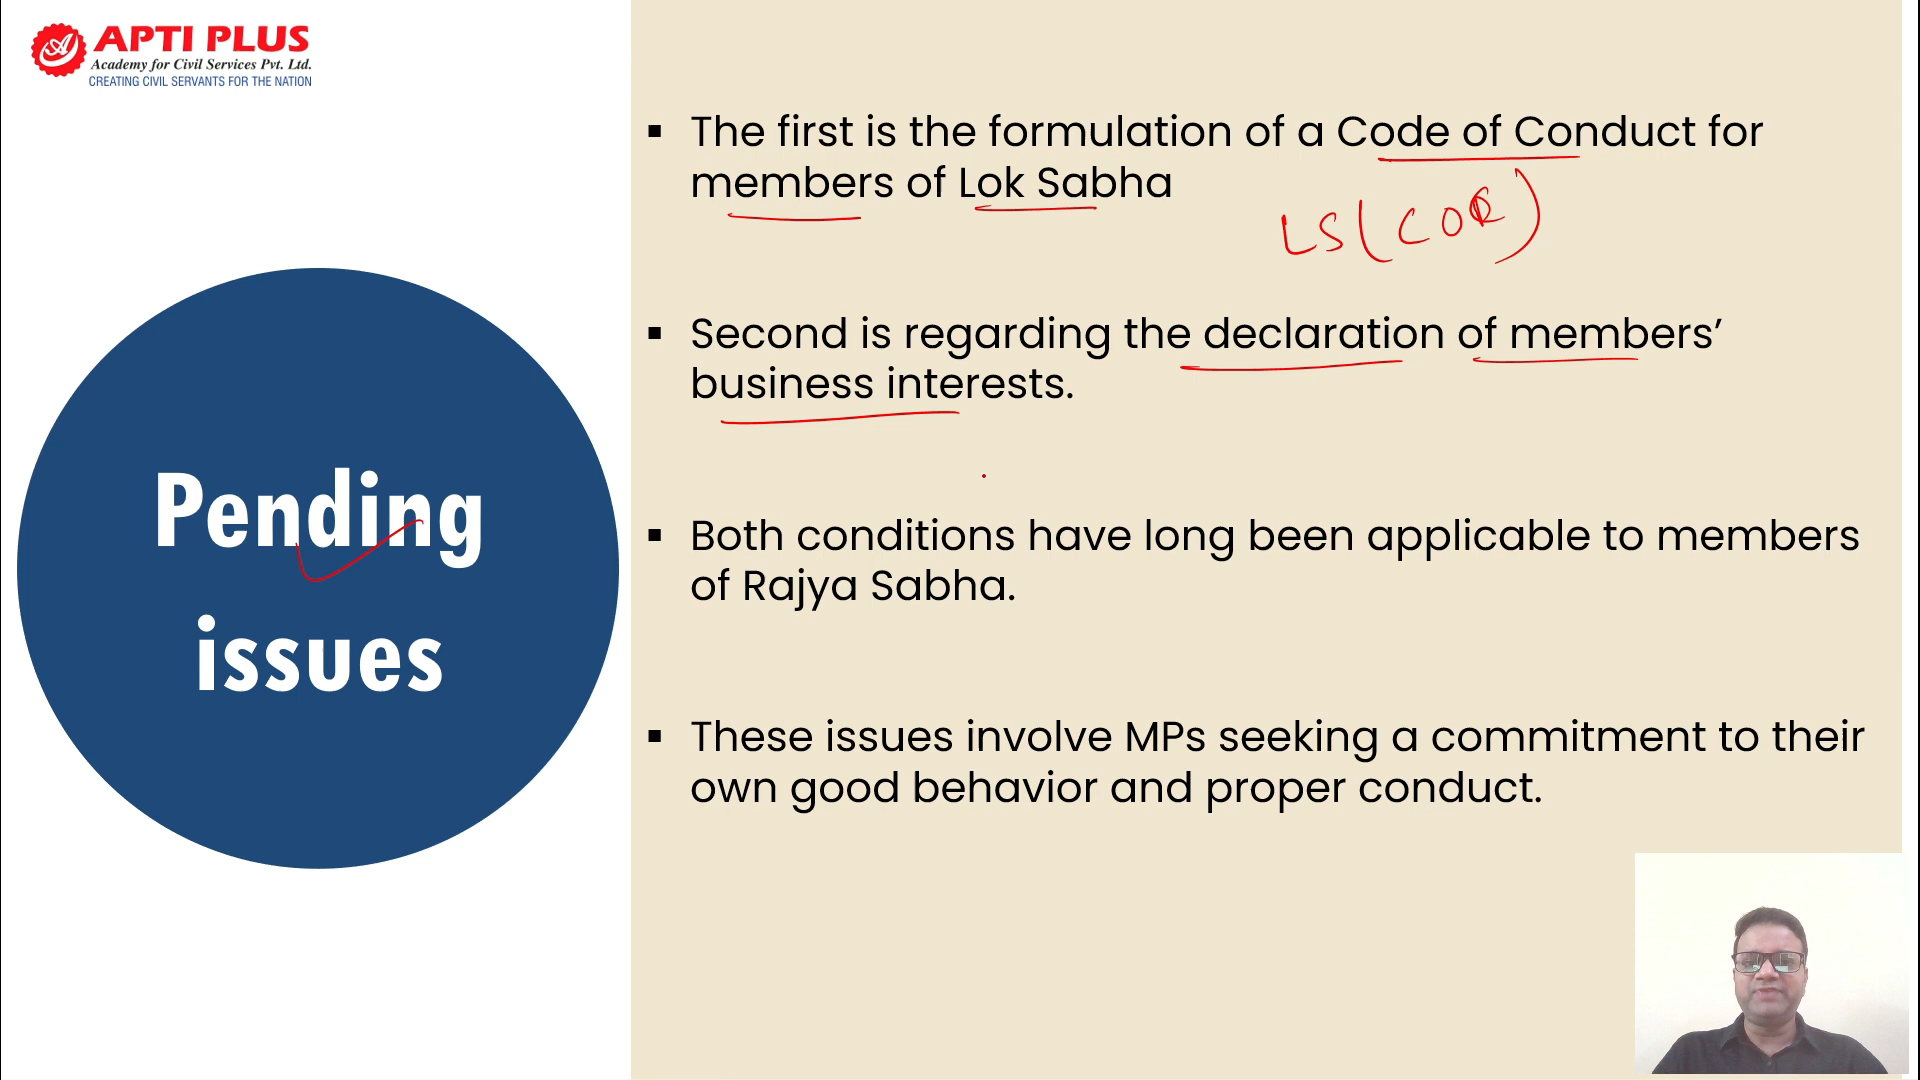 APTI PLUS
Academy for Civil Services Pvt. Ltd.
CREATING CIVIL SERVANTS FOR THE NATION
Pending
issues
▪ The first is the formulation of a Code of Conduct for
members of Lok Sabha
LS
▪ Second is regarding the declaration of members’
business interests.
▪ Both conditions have long been applicable to members
of Rajya Sabha.
▪ These issues involve MPs seeking a commitment to their
own good behavior and proper conduct.